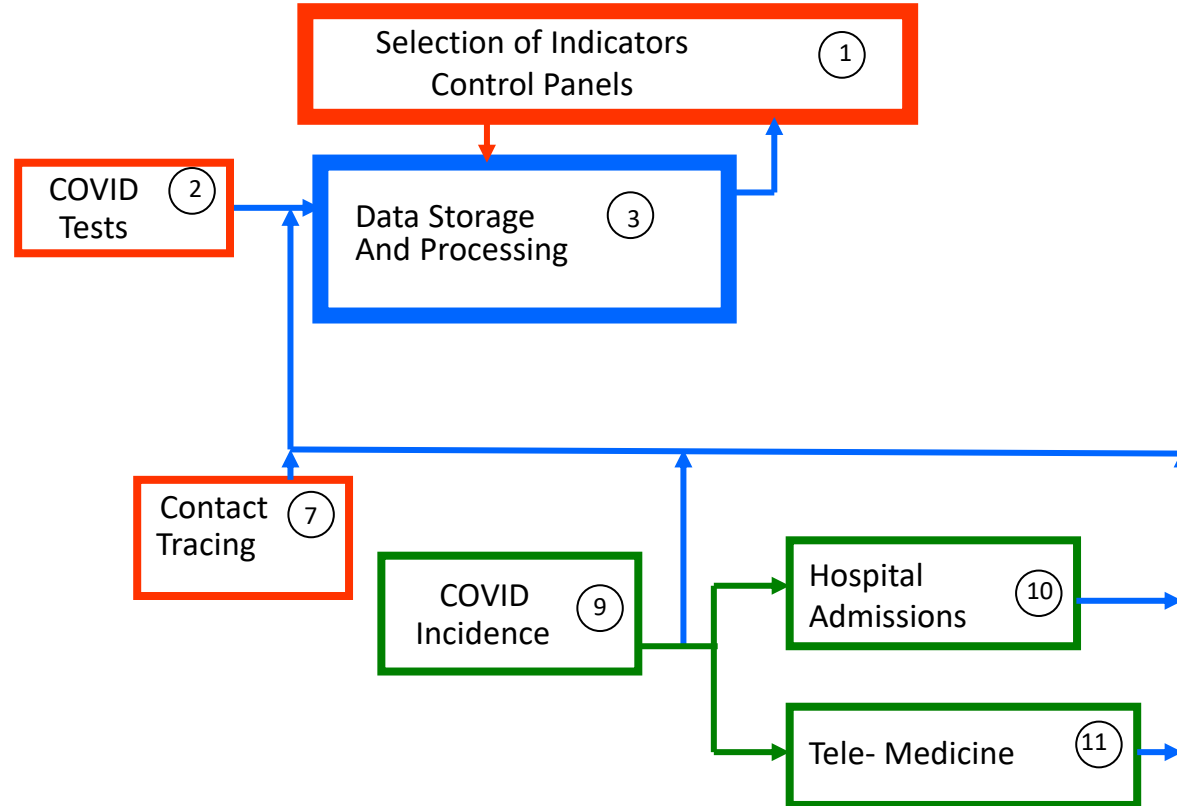 Selection of Indicators
1
Control Panels
COVID
2
Tests
Data Storage
3
And Processing
Contact
7
Tracing
COVID
9
Incidence
Hospital
10
Admissions
Tele- Medicine
11